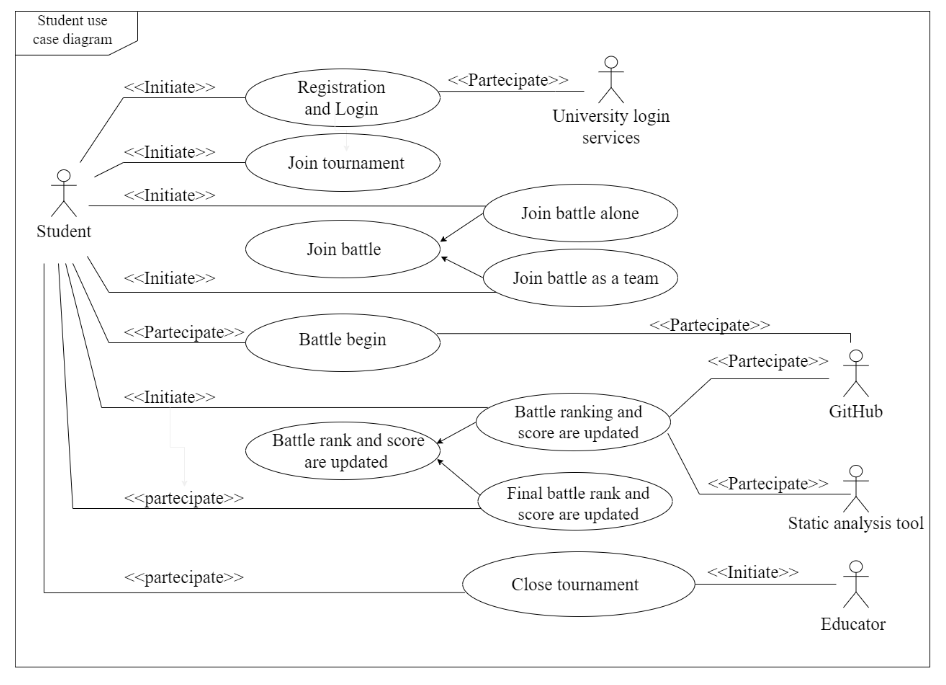 Student use
case diagram
<<Initiate>>
Registration
and Login
<<Partecipate>>
University login
services
<<Initiate>>
Join tournament
Student
<<Initiate>>
Join battle alone
Join battle
<<Initiate>>
Join battle as a team
<<Partecipate>>
Battle begin
<<Partecipate>>
<<Partecipate>>
GitHub
<<Initiate>>
Battle ranking and
score are updated
Battle rank and score
are updated
<<Partecipate>>
Static analysis tool
<<partecipate>>
Final battle rank and
score are updated
<<partecipate>>
Close tournament
<<Initiate>>
Educator